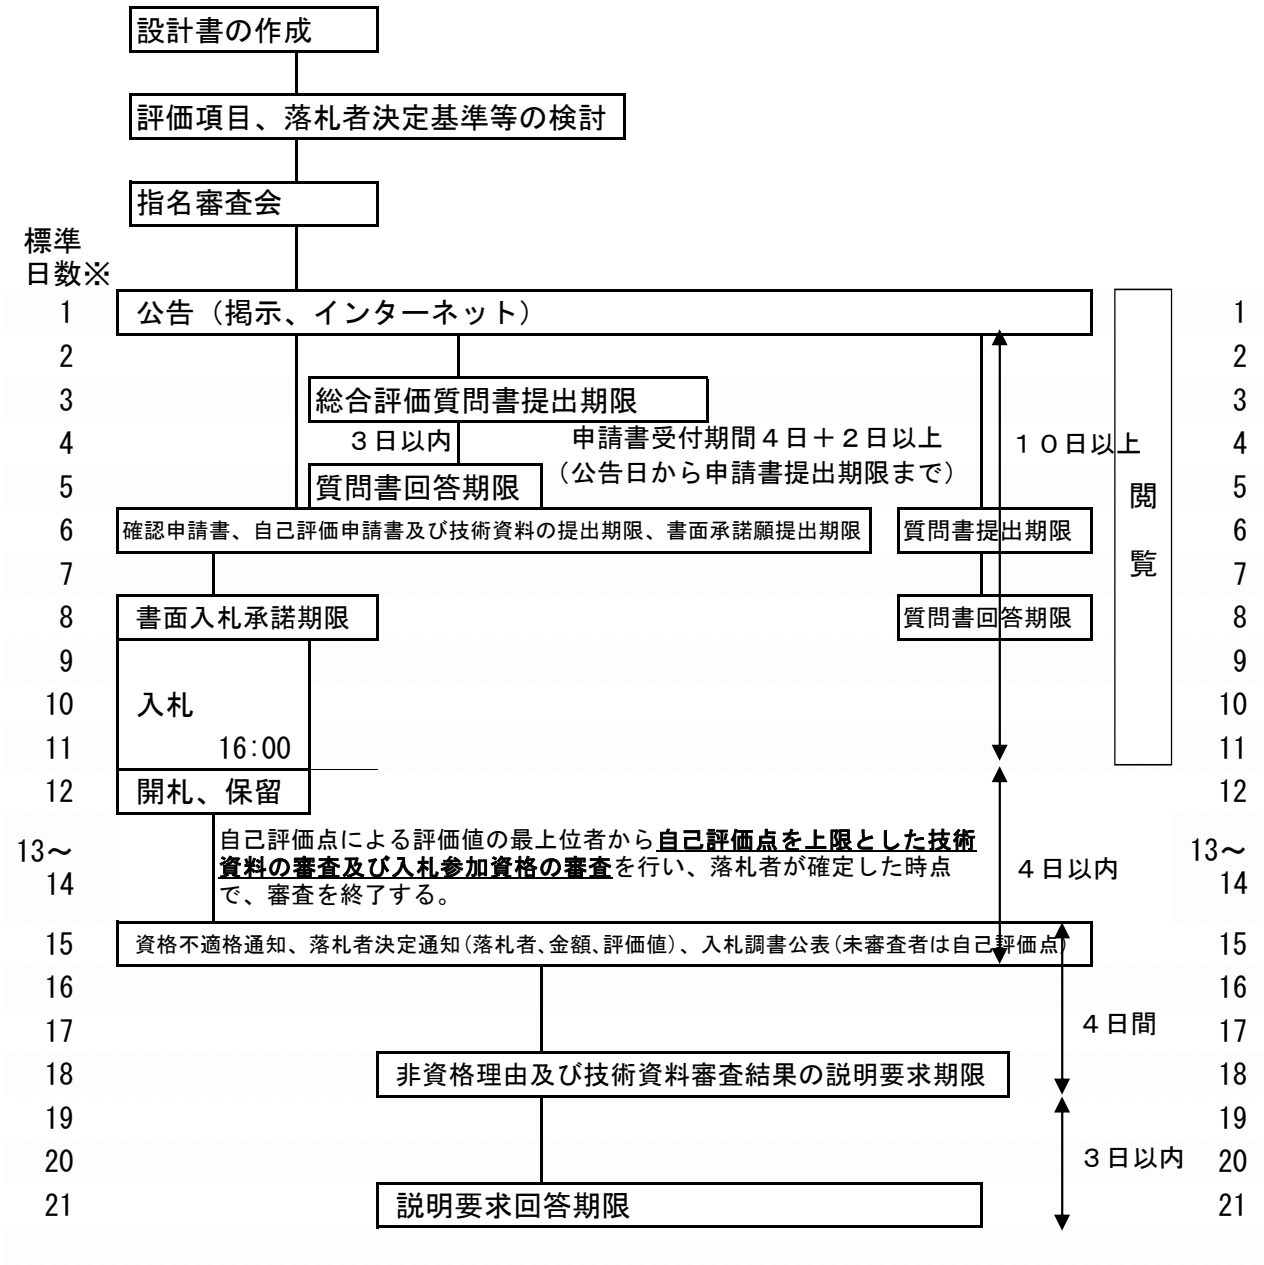 設計書の作成
評価項目、落札者決定基準等の検討
指名審査会
標準
日数※
1 公告（掲示、インターネット） 1
2 2
3 総合評価質問書提出期限 3
4 ３日以内 申請書受付期間４日＋２日以上 １０日以上 4
（公告日から申請書提出期限まで）
5 質問書回答期限 閲 5
6 確認申請書、自己評価申請書及び技術資料の提出期限、書面承諾願提出期限 質問書提出期限 6
7 覧 7
8 書面入札承諾期限 質問書回答期限 8
9 9
10 入札 10
11 16:00 11
12 開札、保留 12
自己評価点による評価値の最上位者から自己評価点を上限とした技術
13～ 13～
資料の審査及び入札参加資格の審査を行い、落札者が確定した時点 ４日以内
14 で、審査を終了する。 14
15 資格不適格通知、落札者決定通知（落札者、金額、評価値）、入札調書公表（未審査者は自己評価点） 15
16 16
17 ４日間 17
18 非資格理由及び技術資料審査結果の説明要求期限 18
19 19
20 ３日以内 20
21 説明要求回答期限 21